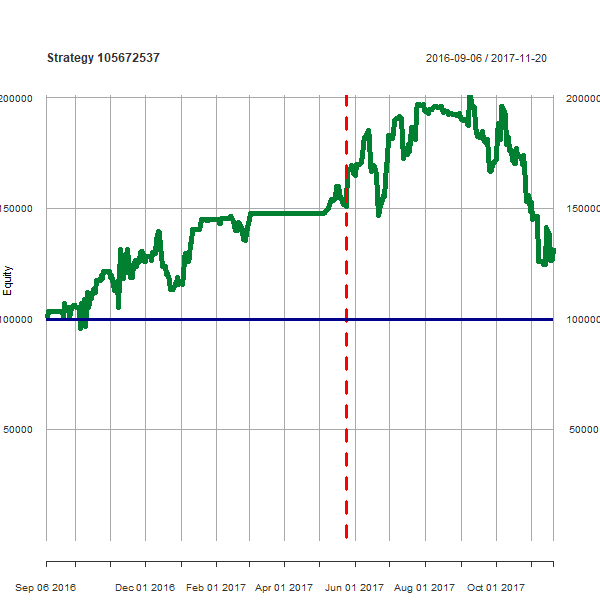 Strategy 105672537
2016-09-06 / 2017-11-20
200000 200000
150000 150000
Equity
100000 100000
50000 50000
Sep 06 2016 Dec 01 2016 Feb 01 2017 Apr 01 2017 Jun 01 2017 Aug 01 2017 Oct 01 2017